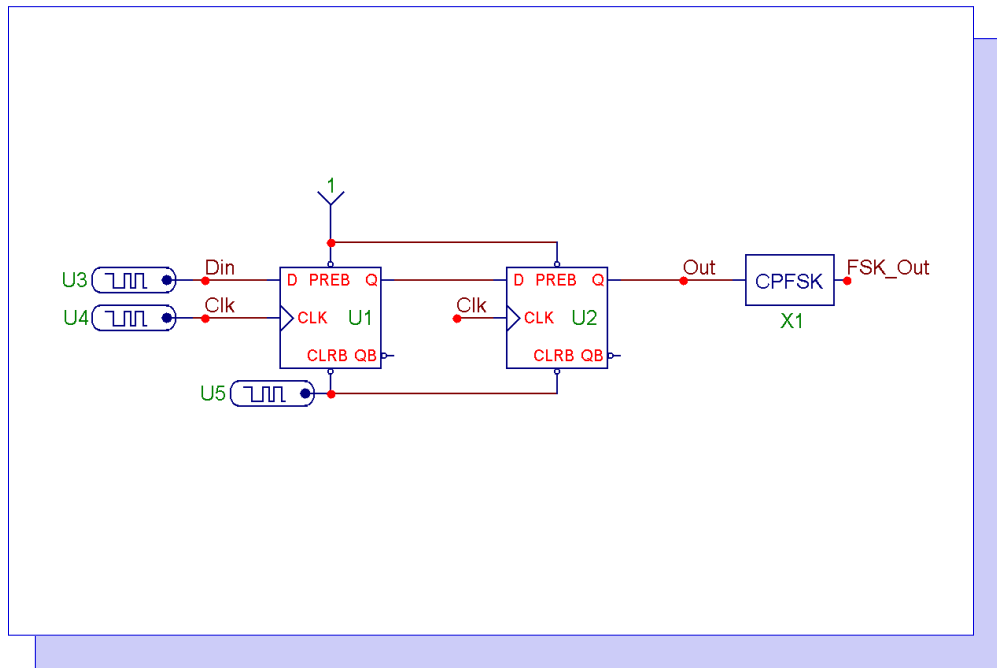 1
U3
Din
D PREB Q
D PREB Q
Out
CPFSK
FSK_Out
U4
Clk
CLK U1
Clk
CLK U2
X1
CLRB QB
CLRB QB
U5